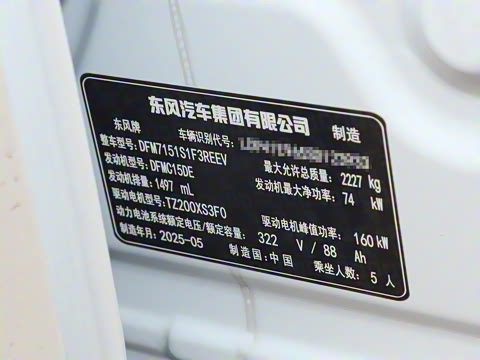 东风汽车集团有限公司 制造
东风牌 车辆识别代号:
整车型号: DFM7151S1F3REEV 最大允许总质量: 2227 kg
发动机型号: DFMC15DE 发动机最大净功率: 74 kW
发动机排量: 1497 mL
驱动电机型号: TZ200XS3F0 驱动电机峰值功率: 160 kW
动力电池系统额定电压/额定容量: 322 V / 88 Ah
制造年月: 2025-05 制造国: 中国 乘坐人数: 5 人